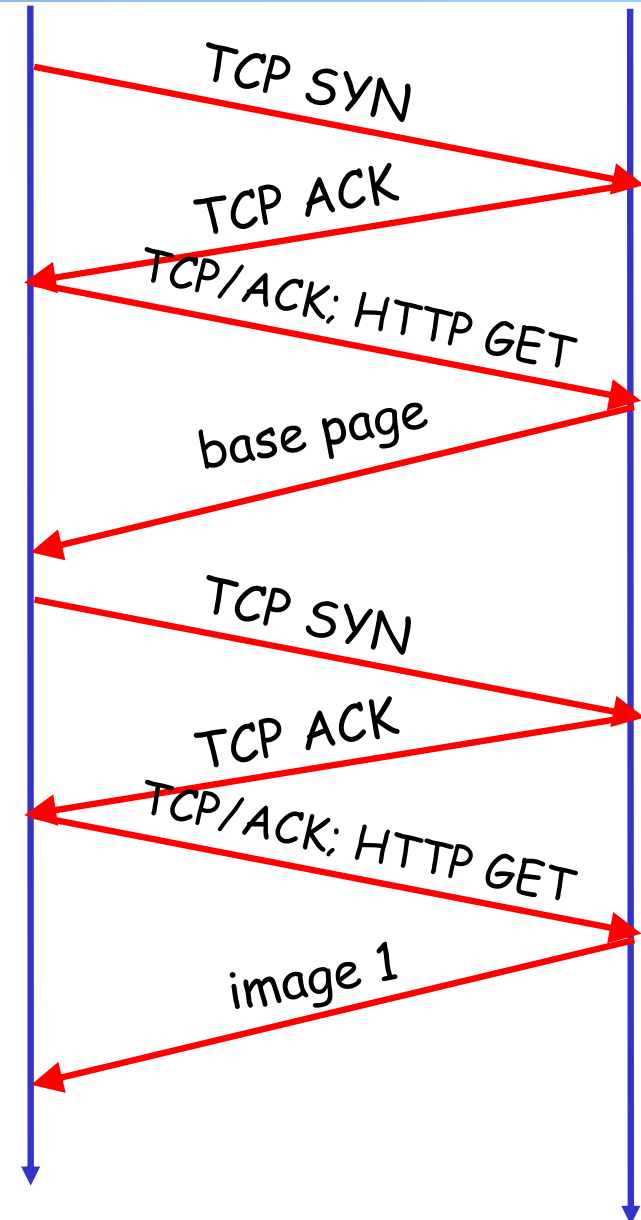 TCP SYN
TCP ACK
TCP/ACK; HTTP GET
base page
TCP SYN
TCP ACK
TCP/ACK; HTTP GET
image 1